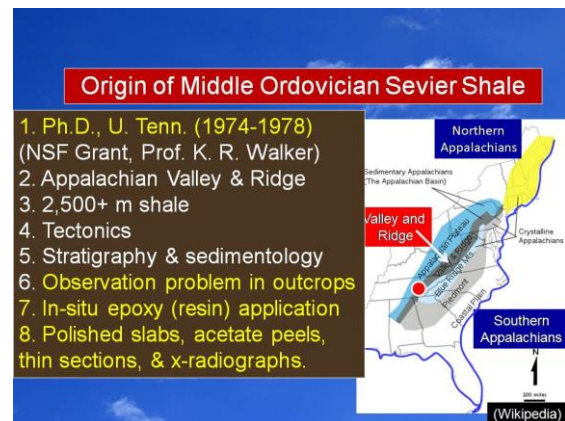 Origin of Middle Ordovician Sevier Shale
1. Ph.D., U. Tenn. (1974-1978)
(NSF Grant, Prof. K. R. Walker)
2. Appalachian Valley & Ridge
3. 2,500+ m shale
4. Tectonics
5. Stratigraphy & sedimentology
6. Observation problem in outcrops
7. In-situ epoxy (resin) application
8. Polished slabs, acetate peels,
thin sections, & x-radiographs.
Northern
Appalachians
Sedimentary Appalachians
(The Appalachian Basin)
Valley and
Ridge
Crystalline
Appalachians
Appalachian Plateau
Valley & Ridge
Blue Ridge Mts.
Piedmont
Coastal Plain
Southern
Appalachians
N
100 miles
(Wikipedia)